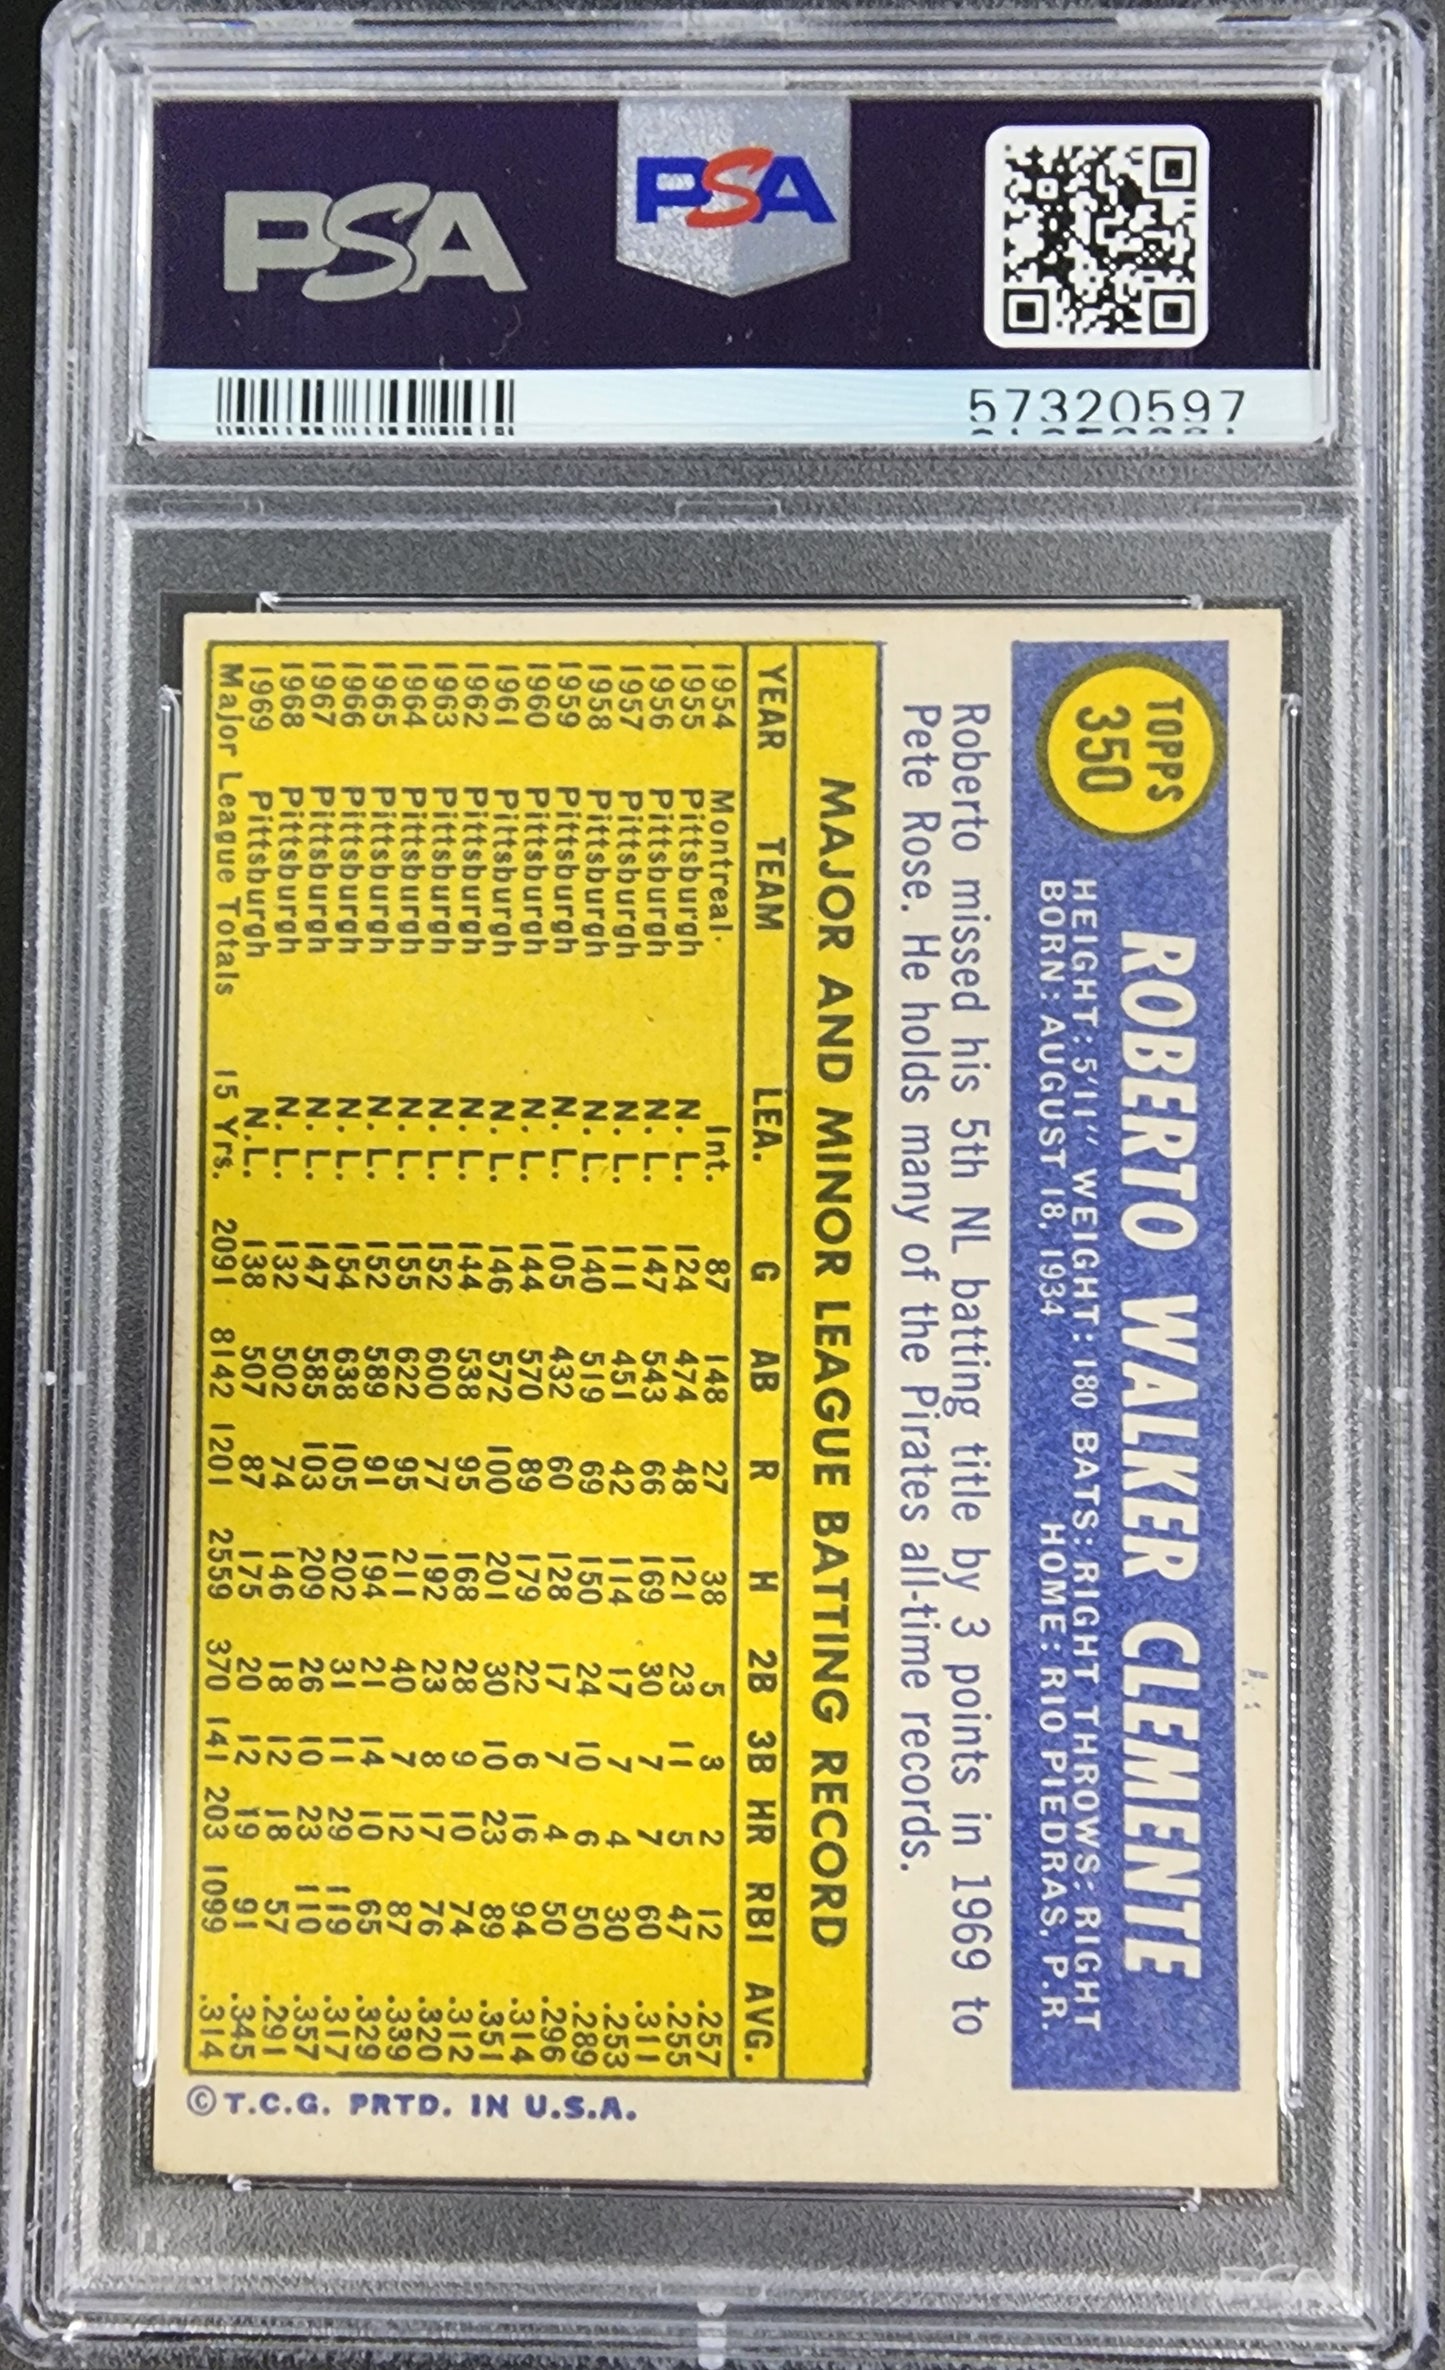 PSA
PSA
57320597
TOPPS
350
ROBERTO WALKER CLEMENTE
HEIGHT: 5'11" WEIGHT: 180 BATS: RIGHT THROWS: RIGHT
BORN: AUGUST 18, 1934 HOME: RIO PIEDRAS, P.R.
Roberto missed his 5th NL batting title by 3 points in 1969 to
Pete Rose. He holds many of the Pirates all-time records.
MAJOR AND MINOR LEAGUE BATTING RECORD
YEAR TEAM LEA. G AB R H 2B 3B HR RBI AVG.
1954 Montreal Int. 87 148 27 38 5 3 2 12 .257
1955 Pittsburgh N. L. 124 474 48 121 23 11 5 47 .255
1956 Pittsburgh N. L. 147 543 66 169 30 7 7 60 .311
1957 Pittsburgh N. L. 111 451 42 114 17 7 4 30 .253
1958 Pittsburgh N. L. 140 519 69 150 24 10 6 50 .289
1959 Pittsburgh N. L. 105 432 60 128 17 7 4 50 .296
1960 Pittsburgh N. L. 144 570 89 179 22 6 16 94 .314
1961 Pittsburgh N. L. 146 572 100 201 30 10 23 89 .351
1962 Pittsburgh N. L. 144 538 95 168 28 9 10 74 .312
1963 Pittsburgh N. L. 152 600 77 192 23 8 17 76 .320
1964 Pittsburgh N. L. 155 622 95 211 40 7 12 87 .339
1965 Pittsburgh N. L. 152 589 91 194 21 14 10 65 .329
1966 Pittsburgh N. L. 154 638 105 202 31 11 29 119 .317
1967 Pittsburgh N. L. 147 585 103 209 26 10 23 110 .357
1968 Pittsburgh N. L. 132 502 74 146 18 12 18 57 .291
1969 Pittsburgh N.L. 138 507 87 175 20 12 19 91 .345
Major League Totals 15 Yrs. 2091 8142 1201 2559 370 141 203 1099 .314
©T.C.G. PRTD. IN U.S.A.